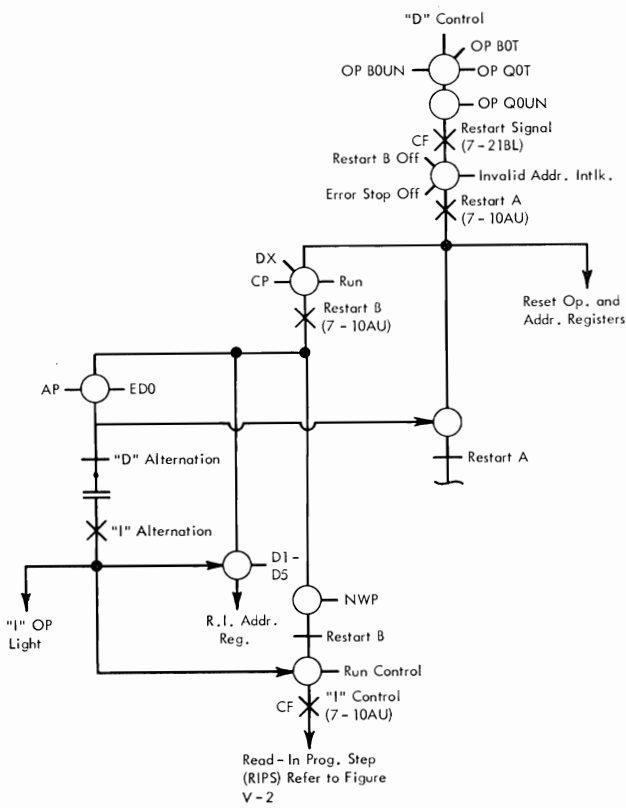 "D" Control
OP B0T
OP B0UN
OP Q0T
OP Q0UN
CF
Restart Signal
(7-21BL)
Restart B Off
Invalid Addr. Intlk.
Error Stop Off
Restart A
(7-10AU)
DX
CP
Run
Reset Op. and
Addr. Registers
Restart B
(7-10AU)
AP
ED0
"D" Alternation
Restart A
"I" Alternation
D1-
D5
"I" OP
Light
R.I. Addr.
Reg.
NWP
Restart B
Run Control
CF
"I" Control
(7-10AU)
Read-In Prog. Step
(RIPS) Refer to Figure
V-2